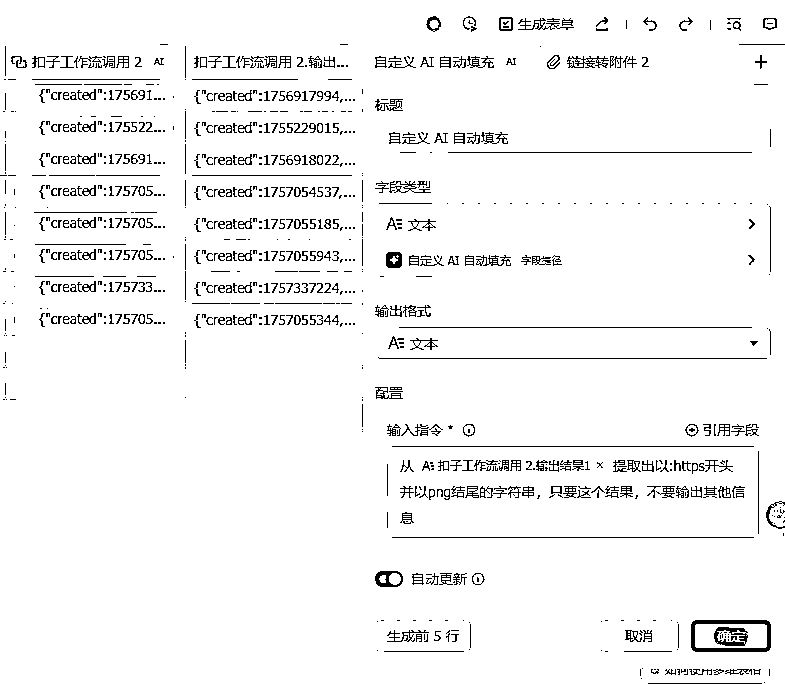 生成表单
扣子工作流调用 2 AI
扣子工作流调用 2.输出...
自定义 AI 自动填充 AI
链接转附件 2
{"created":175691...
{"created":1756917994,...
{"created":175522...
{"created":1755229015,...
{"created":175691...
{"created":1756918022,...
{"created":175705...
{"created":1757054537,...
{"created":175705...
{"created":1757055185,...
{"created":175705...
{"created":1757055943,...
{"created":175733...
{"created":1757337224,...
{"created":175705...
{"created":1757055344,...
标题
自定义 AI 自动填充
字段类型
文本
自定义 AI 自动填充 字段捷径
输出格式
文本
配置
输入指令 *
引用字段
从 扣子工作流调用 2.输出结果1 × 提取出以:https开头
并以png结尾的字符串，只要这个结果，不要输出其他信
息
自动更新
生成前 5 行
取消
确定
如何使用多维表格